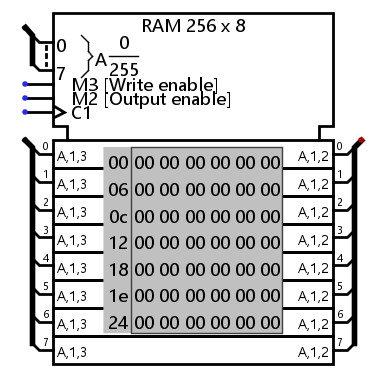 RAM 256 x 8
0
7
A 0
255
M3 [Write enable]
M2 [Output enable]
C1
0 A,1,3 00 00 00 00 00 00 00 A,1,2 0
1 A,1,3 06 00 00 00 00 00 00 A,1,2 1
2 A,1,3 0c 00 00 00 00 00 00 A,1,2 2
3 A,1,3 12 00 00 00 00 00 00 A,1,2 3
4 A,1,3 18 00 00 00 00 00 00 A,1,2 4
5 A,1,3 1e 00 00 00 00 00 00 A,1,2 5
6 A,1,3 24 00 00 00 00 00 00 A,1,2 6
7 A,1,3 A,1,2 7